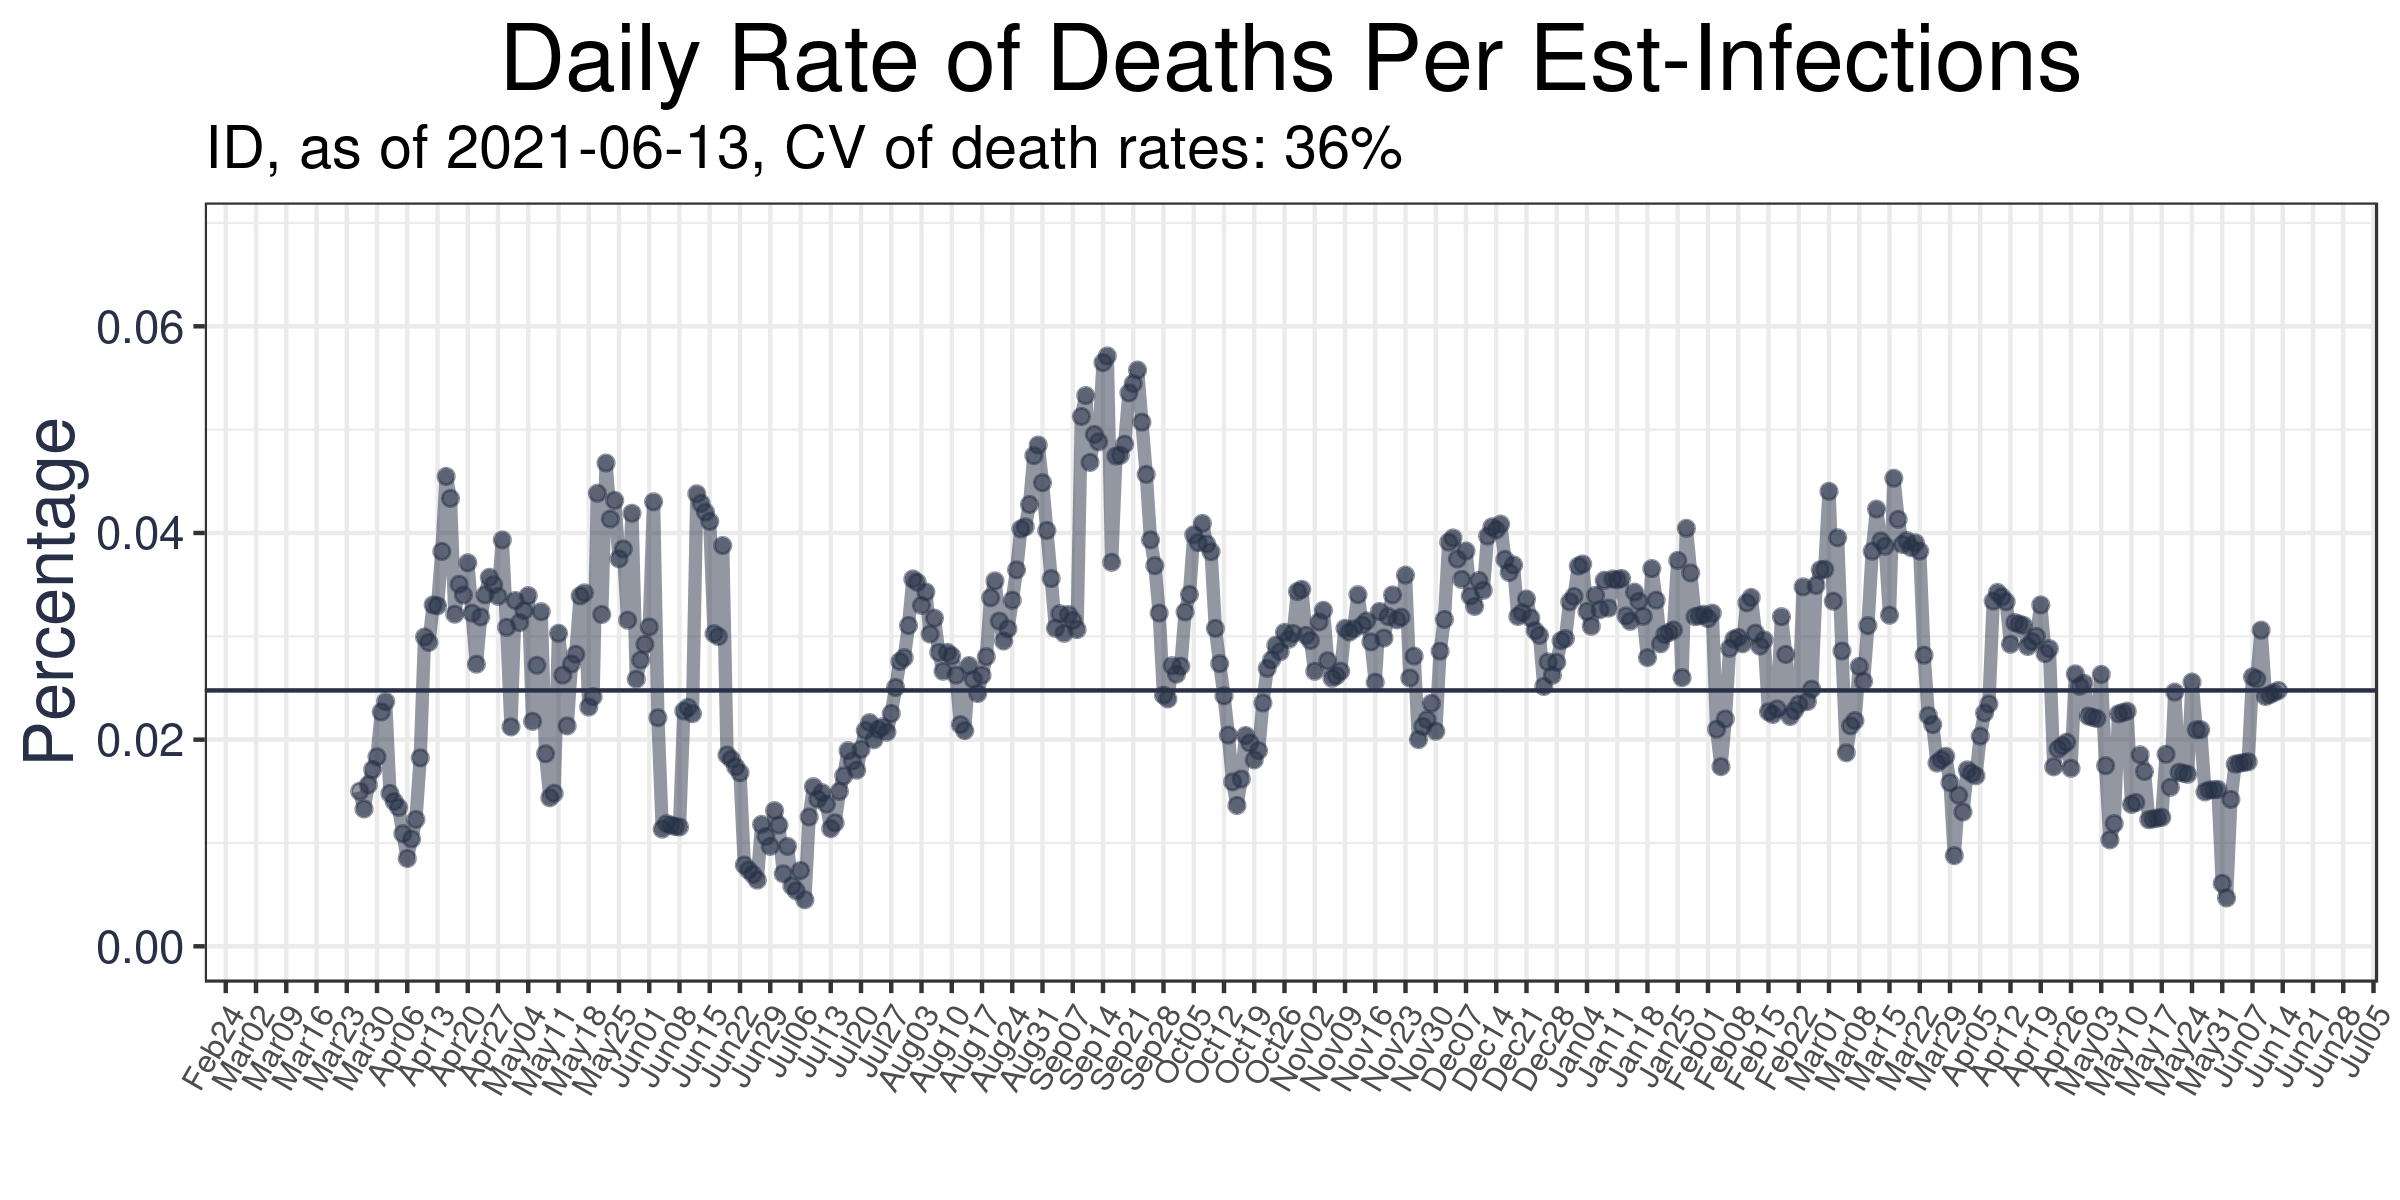 Daily Rate of Deaths Per Est-Infections
ID, as of 2021-06-13, CV of death rates: 36%
Percentage
0.06
0.04
0.02
0.00
Feb24
Mar02
Mar09
Mar16
Mar23
Mar30
Apr06
Apr13
Apr20
Apr27
May04
May11
May18
May25
Jun01
Jun08
Jun15
Jun22
Jun29
Jul06
Jul13
Jul20
Jul27
Aug03
Aug10
Aug17
Aug24
Aug31
Sep07
Sep14
Sep21
Sep28
Oct05
Oct12
Oct19
Oct26
Nov02
Nov09
Nov16
Nov23
Nov30
Dec07
Dec14
Dec21
Dec28
Jan04
Jan11
Jan18
Jan25
Feb01
Feb08
Feb15
Feb22
Mar01
Mar08
Mar15
Mar22
Mar29
Apr05
Apr12
Apr19
Apr26
May03
May10
May17
May24
May31
Jun07
Jun14
Jun21
Jun28
Jul05